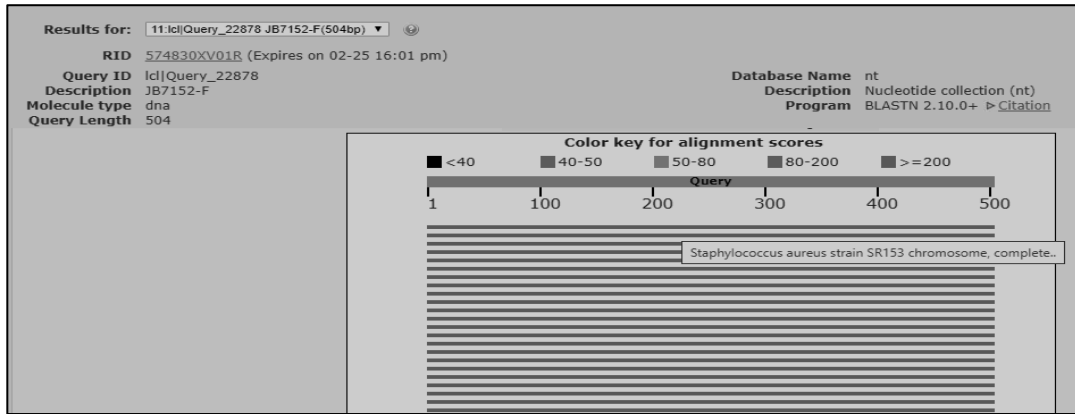 Results for: 11:lcl|Query_22878 JB7152-F(504bp) ▼
RID 574830XV01R (Expires on 02-25 16:01 pm)
Query ID lcl|Query_22878
Description JB7152-F
Molecule type dna
Query Length 504
Database Name nt
Description Nucleotide collection (nt)
Program BLASTN 2.10.0+ ▷ Citation
Color key for alignment scores
<40 40-50 50-80 80-200 >=200
Query
1 100 200 300 400 500
Staphylococcus aureus strain SR153 chromosome, complete..